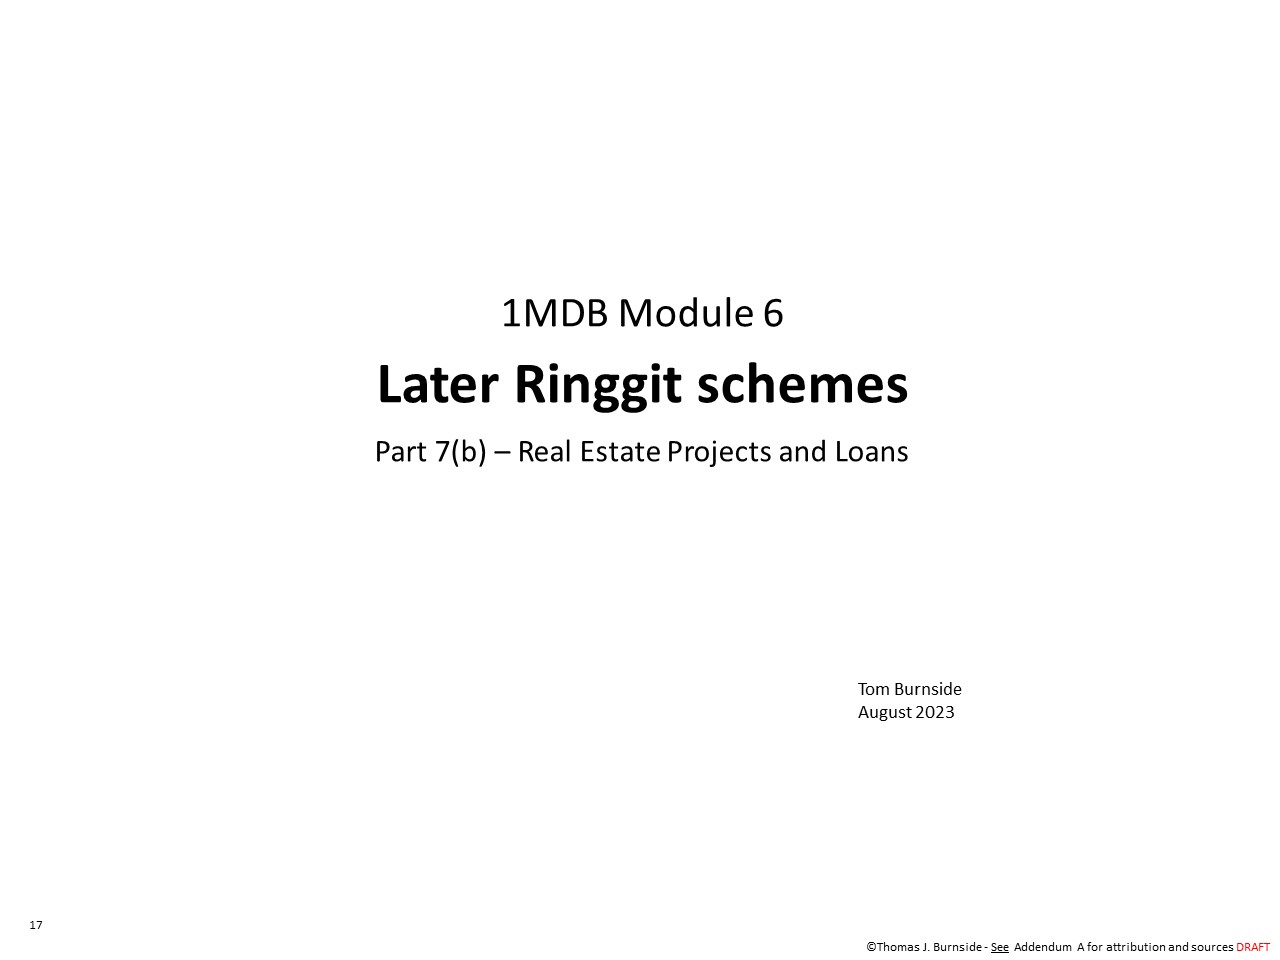 1MDB Module 6
Later Ringgit schemes
Part 7(b) – Real Estate Projects and Loans
Tom Burnside
August 2023
17
©Thomas J. Burnside - See Addendum A for attribution and sources DRAFT